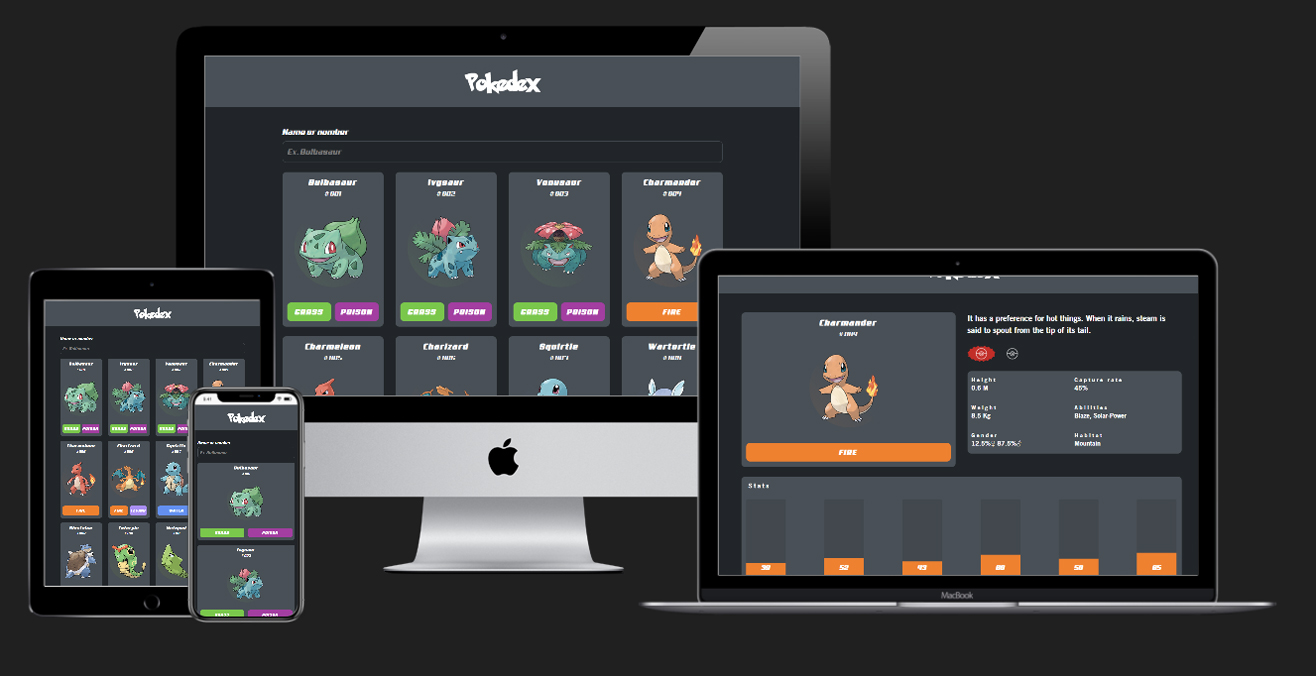 Pokedex
Name or number
Ex. Bulbasaur
Bulbasaur
#001
Ivysaur
#002
Venusaur
#003
Charmander
#004
GRASS
POISON
GRASS
POISON
GRASS
POISON
FIRE
Charmeleon
#005
Charizard
#006
Squirtle
#007
Wartortle
#008
Pokedex
Name or number
Ex. Bulbasaur
Bulbasaur
Ivysaur
Venusaur
Charmander
GRASS
POISON
GRASS
POISON
GRASS
POISON
Charmeleon
Charizard
Squirtle
FIRE
FIRE
FLYING
WATER
Blastoise
Caterpie
Metapod
9:41
Pokedex
Name or number
Ex. Bulbasaur
Bulbasaur
#001
GRASS
POISON
Ivysaur
#002
GRASS
POISON
Pokedex
Charmander
#004
FIRE
It has a preference for hot things. When it rains, steam is
said to spout from the tip of its tail.
Height
0.6 M
Capture rate
45%
Weight
8.5 Kg
Abilities
Blaze, Solar-Power
Gender
12.5%♀ 87.5%♂
Habitat
Mountain
Stats
52
50
65
MacBook